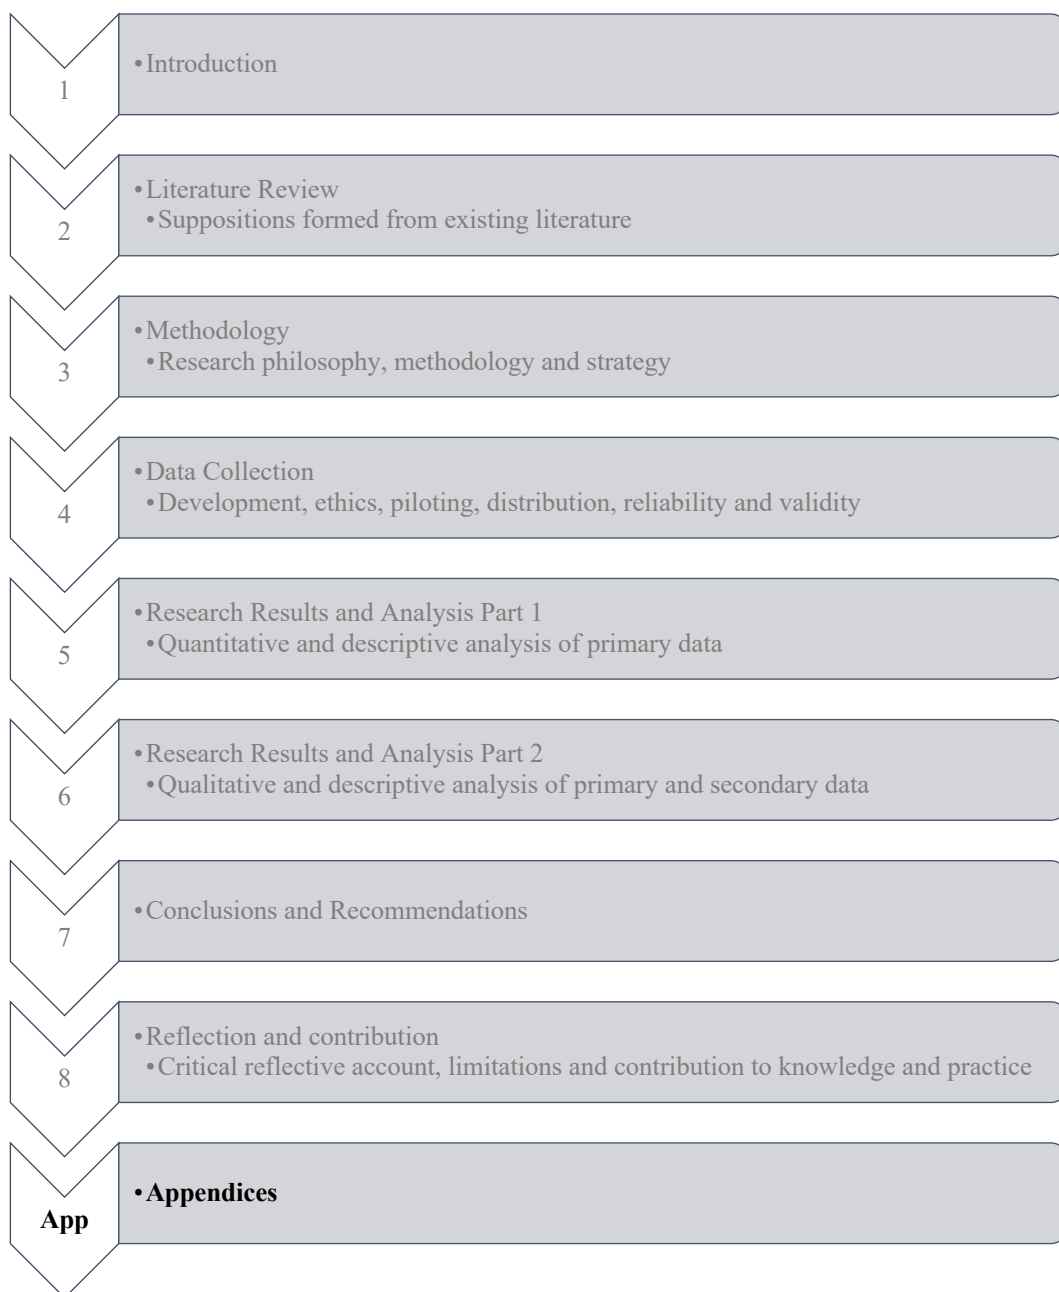 1
•Introduction
2
•Literature Review
•Suppositions formed from existing literature
3
•Methodology
•Research philosophy, methodology and strategy
4
•Data Collection
•Development, ethics, piloting, distribution, reliability and validity
5
•Research Results and Analysis Part 1
•Quantitative and descriptive analysis of primary data
6
•Research Results and Analysis Part 2
•Qualitative and descriptive analysis of primary and secondary data
7
•Conclusions and Recommendations
8
•Reflection and contribution
•Critical reflective account, limitations and contribution to knowledge and practice
App
•Appendices